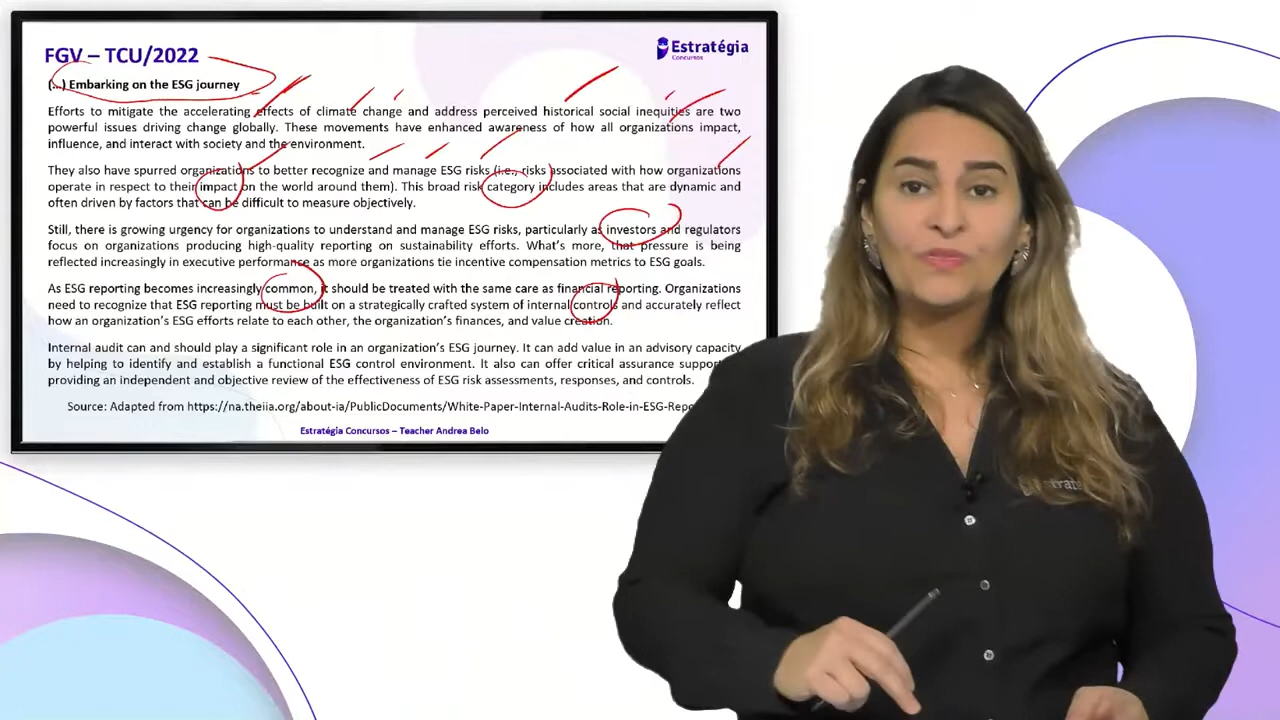 FGV – TCU/2022
Estratégia
Concursos
(...) Embarking on the ESG journey
Efforts to mitigate the accelerating effects of climate change and address perceived historical social inequities are two
powerful issues driving change globally. These movements have enhanced awareness of how all organizations impact,
influence, and interact with society and the environment.
They also have spurred organizations to better recognize and manage ESG risks (i.e., risks associated with how organizations
operate in respect to their impact on the world around them). This broad risk category includes areas that are dynamic and
often driven by factors that can be difficult to measure objectively.
Still, there is growing urgency for organizations to understand and manage ESG risks, particularly as investors and regulators
focus on organizations producing high-quality reporting on sustainability efforts. What's more, that pressure is being
reflected increasingly in executive performance as more organizations tie incentive compensation metrics to ESG goals.
As ESG reporting becomes increasingly common, it should be treated with the same care as financial reporting. Organizations
need to recognize that ESG reporting must be built on a strategically crafted system of internal controls and accurately reflect
how an organization's ESG efforts relate to each other, the organization's finances, and value creation.
Internal audit can and should play a significant role in an organization's ESG journey. It can add value in an advisory capacity
by helping to identify and establish a functional ESG control environment. It also can offer critical assurance support
providing an independent and objective review of the effectiveness of ESG risk assessments, responses, and controls.
Source: Adapted from https://na.theiia.org/about-ia/PublicDocuments/White-Paper-Internal-Audits-Role-in-ESG-Repo
Estratégia Concursos – Teacher Andrea Belo